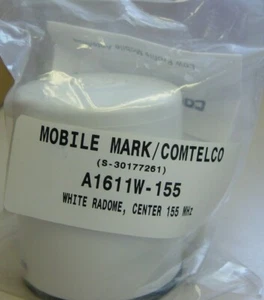 MOBILE MARK/COMTELCO
(S-30177261)
A1611W-155
WHITE RADOME, CENTER 155 MHz